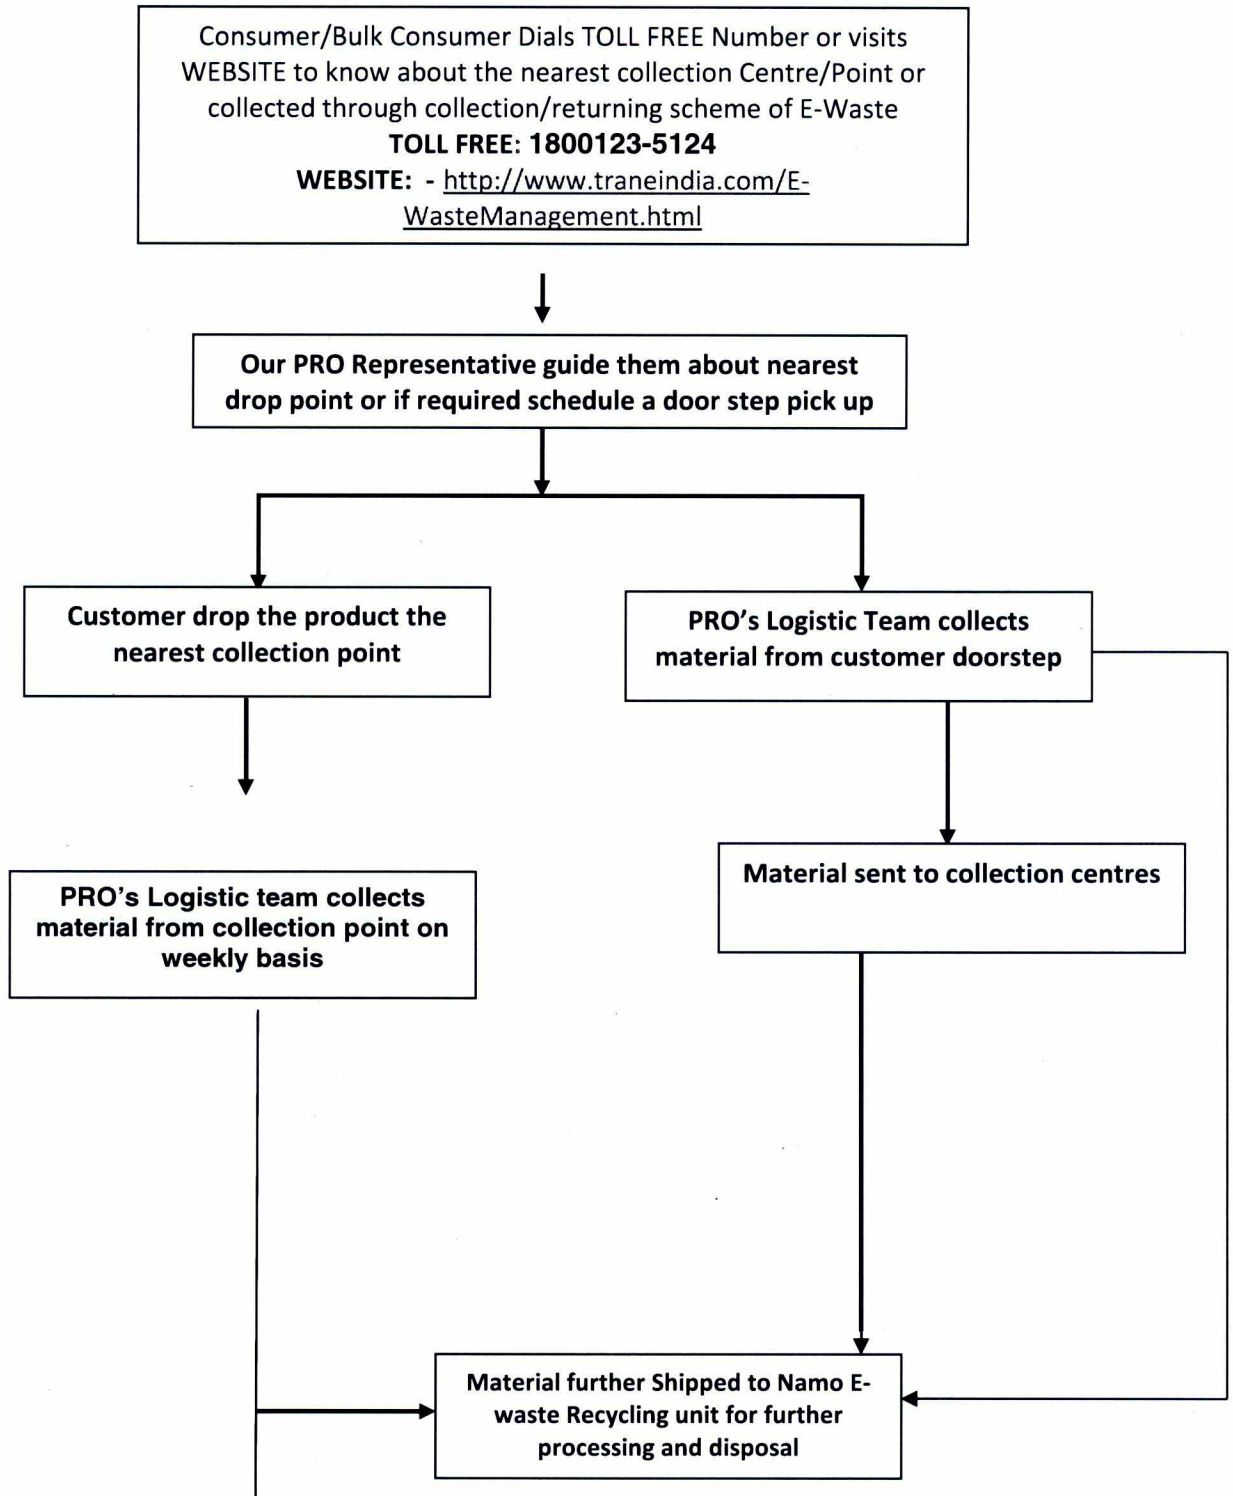 Consumer/Bulk Consumer Dials TOLL FREE Number or visits
WEBSITE to know about the nearest collection Centre/Point or
collected through collection/returning scheme of E-Waste
TOLL FREE: 1800123-5124
WEBSITE: - http://www.traneindia.com/E-
WasteManagement.html
Our PRO Representative guide them about nearest
drop point or if required schedule a door step pick up
Customer drop the product the
nearest collection point
PRO's Logistic Team collects
material from customer doorstep
PRO's Logistic team collects
material from collection point on
weekly basis
Material sent to collection centres
Material further Shipped to Namo E-
waste Recycling unit for further
processing and disposal